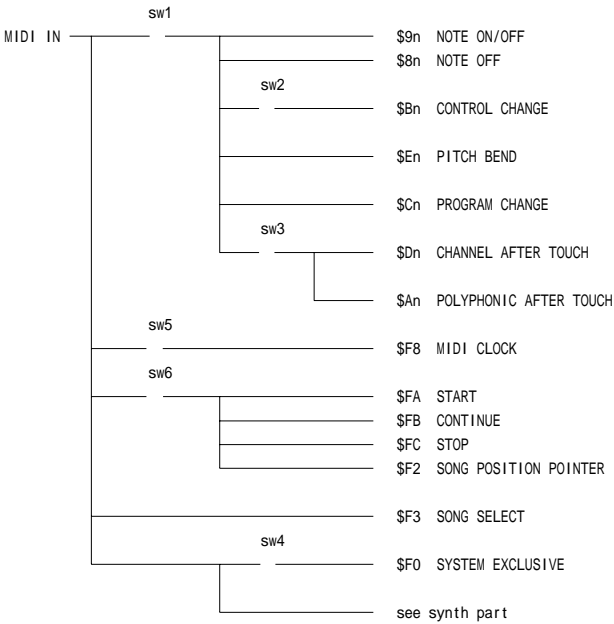 sw1
MIDI IN
$9n NOTE ON/OFF
$8n NOTE OFF
sw2
$Bn CONTROL CHANGE
$En PITCH BEND
$Cn PROGRAM CHANGE
sw3
$Dn CHANNEL AFTER TOUCH
$An POLYPHONIC AFTER TOUCH
sw5
$F8 MIDI CLOCK
sw6
$FA START
$FB CONTINUE
$FC STOP
$F2 SONG POSITION POINTER
$F3 SONG SELECT
sw4
$F0 SYSTEM EXCLUSIVE
see synth part